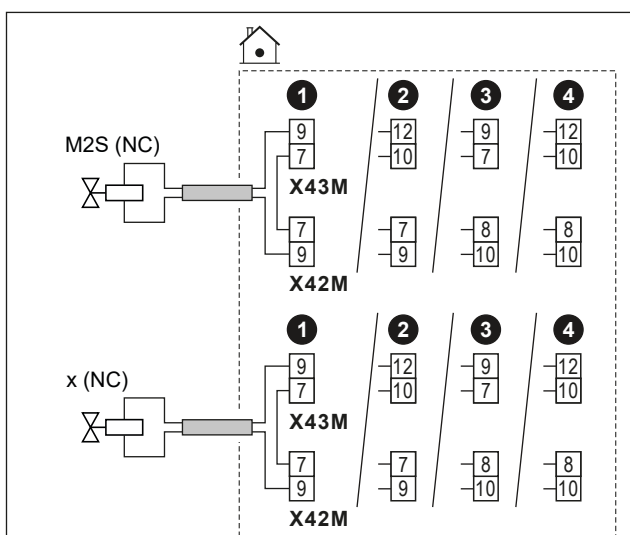 1 2 3 4
9 12 9 12
M2S (NC)
7 10 7 10
X43M
7 7 8 8
9 9 10 10
X42M
1 2 3 4
9 12 9 12
x (NC)
7 10 7 10
X43M
7 7 8 8
9 9 10 10
X42M